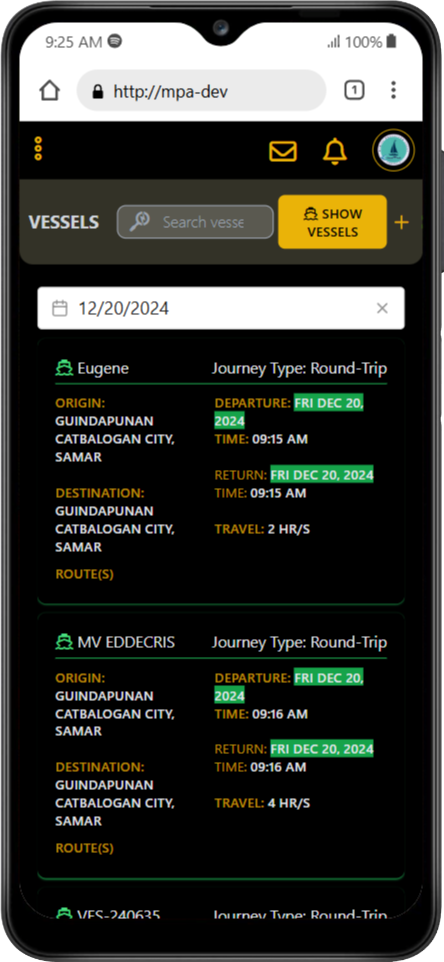 9:25 AM
100%
http://mpa-dev
1
VESSELS
Search vesse
SHOW
VESSELS
12/20/2024
Eugene
Journey Type: Round-Trip
ORIGIN:
GUINDAPUNAN
CATBALOGAN CITY,
SAMAR
DESTINATION:
GUINDAPUNAN
CATBALOGAN CITY,
SAMAR
ROUTE(S)
DEPARTURE: FRI DEC 20,
2024
TIME: 09:15 AM
RETURN: FRI DEC 20, 2024
TIME: 09:15 AM
TRAVEL: 2 HR/S
MV EDDECRIS
Journey Type: Round-Trip
ORIGIN:
GUINDAPUNAN
CATBALOGAN CITY,
SAMAR
DESTINATION:
GUINDAPUNAN
CATBALOGAN CITY,
SAMAR
ROUTE(S)
DEPARTURE: FRI DEC 20,
2024
TIME: 09:16 AM
RETURN: FRI DEC 20, 2024
TIME: 09:16 AM
TRAVEL: 4 HR/S
VES-240635
Journey Type: Round-Trip